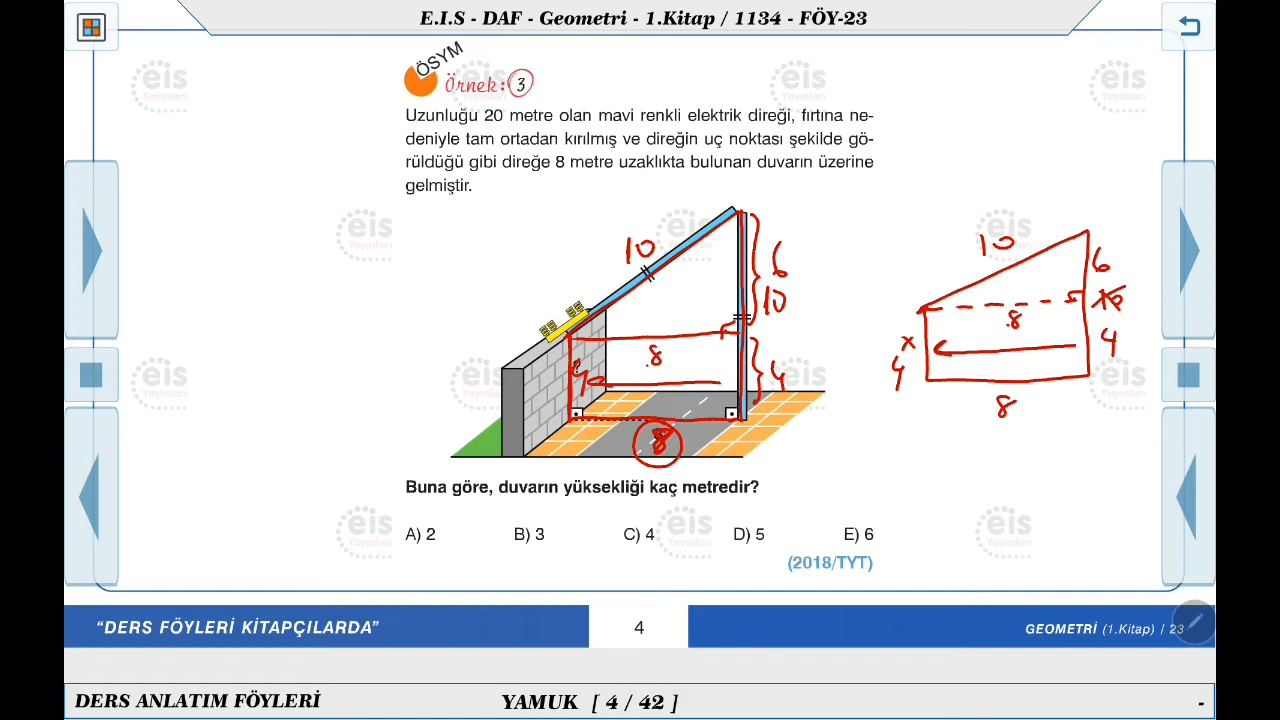 E.I.S - DAF - Geometri - 1.Kitap / 1134 - FÖY-23
ÖSYM
Örnek: 3
Uzunluğu 20 metre olan mavi renkli elektrik direği, fırtına ne-
deniyle tam ortadan kırılmış ve direğin uç noktası şekilde gö-
rüldüğü gibi direğe 8 metre uzaklıkta bulunan duvarın üzerine
gelmiştir.
10
6
10
8
4
4
8
10
6
8
x
4
4
8
Buna göre, duvarın yüksekliği kaç metredir?
A) 2 B) 3 C) 4 D) 5 E) 6
(2018/TYT)
eis
Yayınları
"DERS FÖYLERİ KİTAPÇILARDA"
4
GEOMETRİ (1.Kitap) / 23
DERS ANLATIM FÖYLERİ
YAMUK [ 4 / 42 ]
-